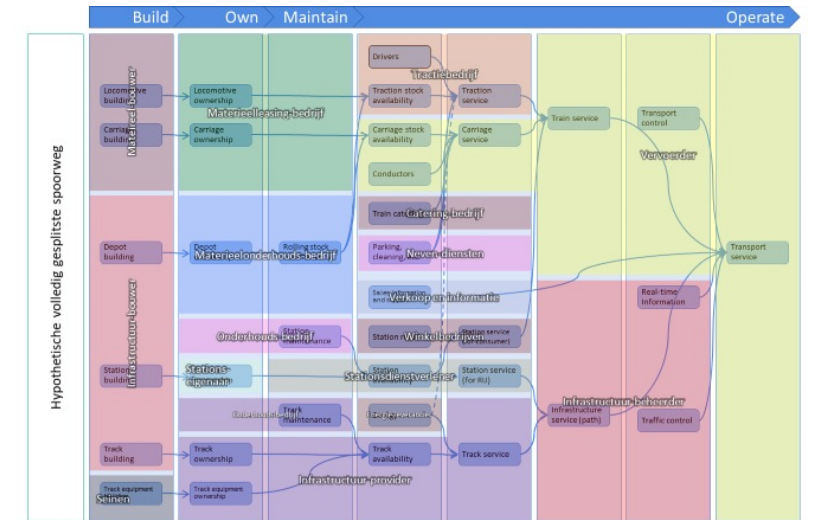 Build
Own
Maintain
Operate
Hypothetische volledig gesplitste spoorweg
Drivers
Tractiebedrijf
Locomotive
building
Locomotive
ownership
Traction stock
availability
Traction
service
Materieel-bouwer
Materieelleasing-bedrijf
Carriage
building
Carriage
ownership
Carriage stock
availability
Carriage
service
Train service
Transport
control
Vervoerder
Conductors
Train
Catering-bedrijf
Depot
building
Depot
Rolling stock
Materieelonderhouds-bedrijf
Parking,
cleaning,
Neven-diensten
Transport
service
Verkoop en informatie
Real-time
Information
Infrastructuur-bouwer
Onderhouds-bedrijf
Station
maintenance
Station
Winkelbedrijven
Station service
(for consumer)
Station
building
Stations-
eigenaar
Station
availability
Stationsdienstverlener
Station service
(for RU)
Infrastructuur-beheerder
Infrastructure
service (path)
Traffic control
Track
maintenance
Track
building
Track
ownership
Track
availability
Track service
Infrastructuur-provider
Track equipment
Seinen
Track equipment
ownership